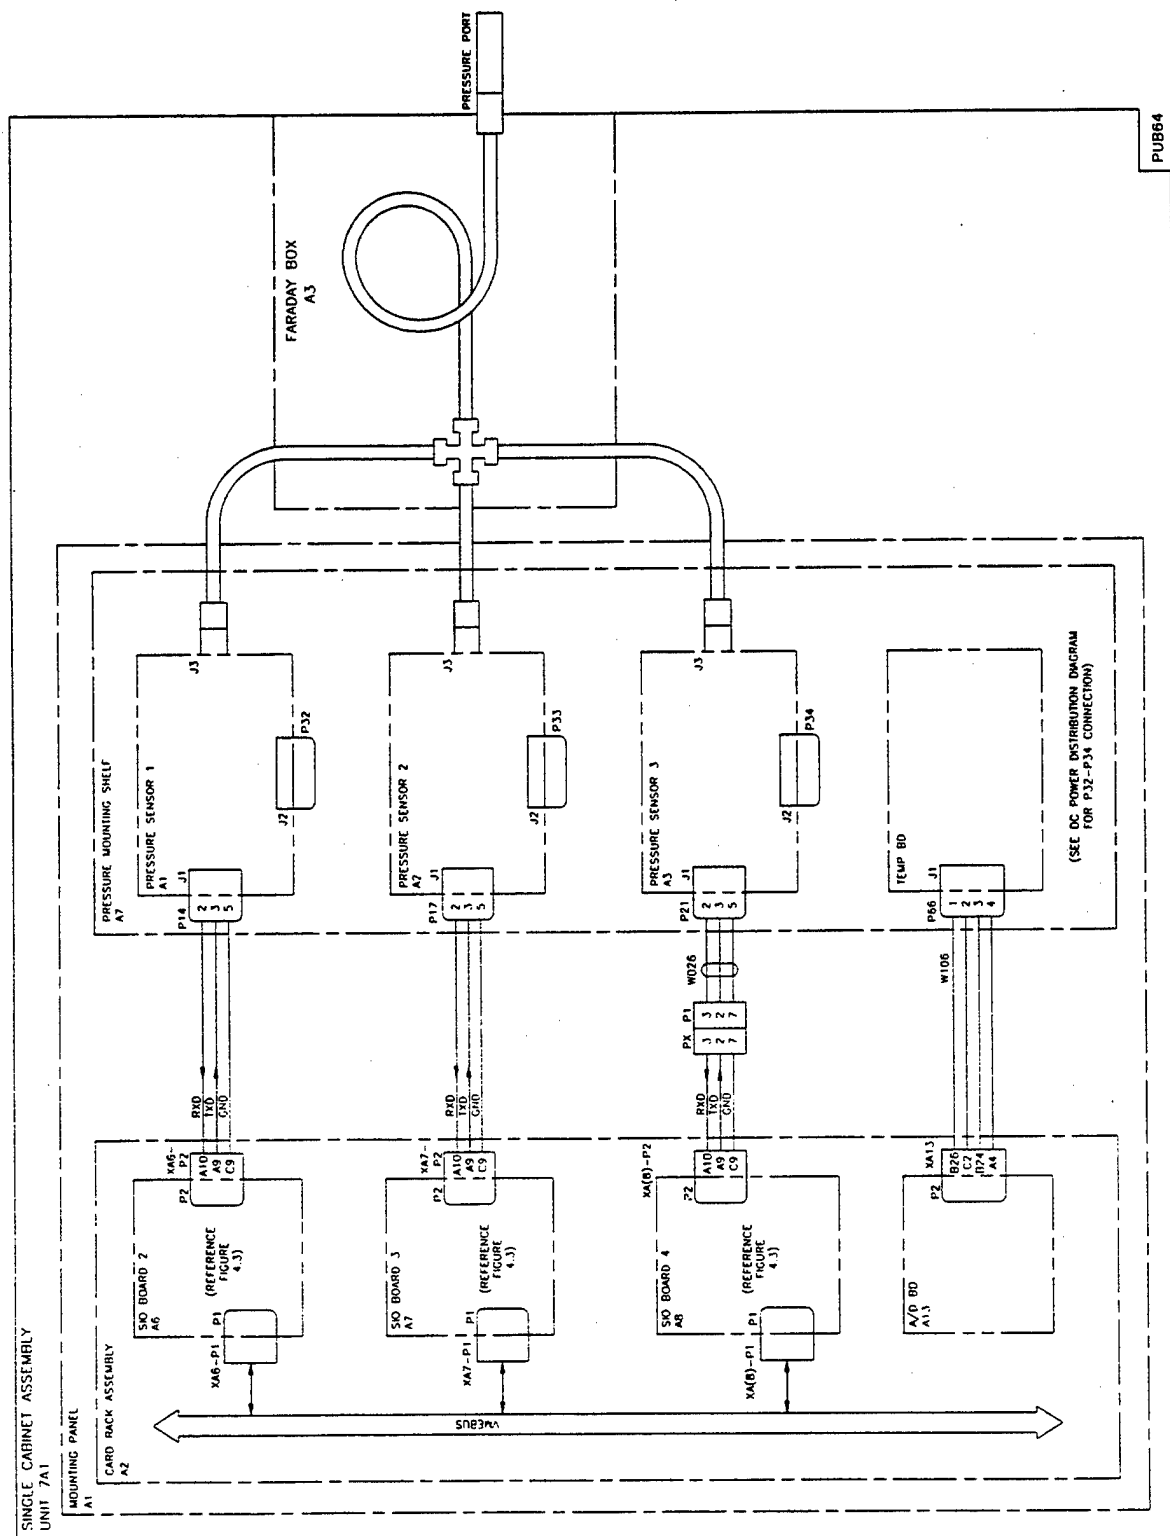 SINGLE CABINET ASSEMBLY
UNIT 7A1
MOUNTING PANEL
A1
CARD RACK ASSEMBLY
A2
VMEBUS
XA6-P1
P1
SIO BOARD 2
A6
(REFERENCE
FIGURE
4.3)
P2
XA6-
P2
A10
A9
C9
RXD
TXD
GND
XA7-P1
P1
SIO BOARD 3
A7
(REFERENCE
FIGURE
4.3)
P2
XA7-
P2
A10
A9
C9
RXD
TXD
GND
XA(8)-P1
P1
SIO BOARD 4
A8
(REFERENCE
FIGURE
4.3)
P2
XA(8)-P2
A10
A9
C9
RXD
TXD
GND
PX P1
3 3
2 2
7 7
W026
A/D BD
A13
P2
XA13
B26
C2
B24
A4
W106
PRESSURE MOUNTING SHELF
A7
P14
2
3
5
J1
PRESSURE SENSOR 1
A1
J2
P32
J3
P17
2
3
5
J1
PRESSURE SENSOR 2
A2
J2
P33
J3
P21
2
3
5
J1
PRESSURE SENSOR 3
A3
J2
P34
J3
P66
1
2
3
4
J1
TEMP BD
(SEE DC POWER DISTRIBUTION DIAGRAM
FOR P32-P34 CONNECTION)
FARADAY BOX
A3
PRESSURE PORT
PUB64